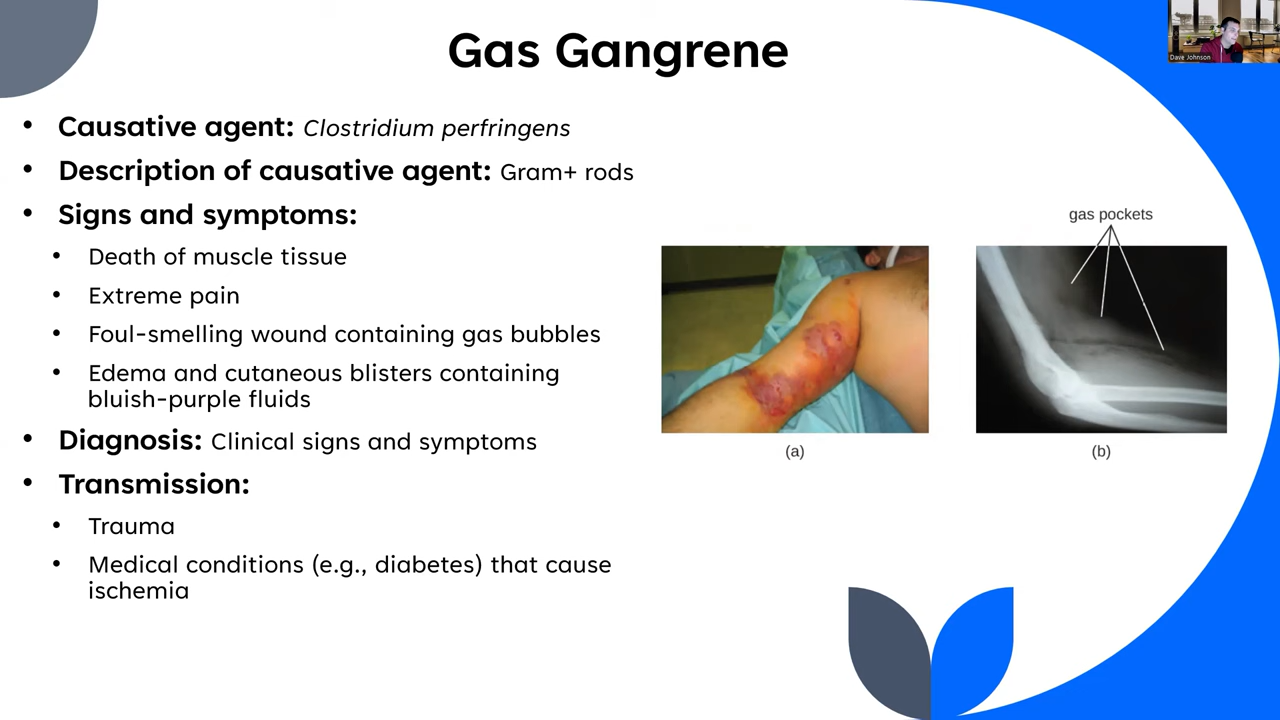 Gas Gangrene
Dave Johnson
• Causative agent: Clostridium perfringens
• Description of causative agent: Gram+ rods
• Signs and symptoms:
• Death of muscle tissue
• Extreme pain
• Foul-smelling wound containing gas bubbles
• Edema and cutaneous blisters containing
bluish-purple fluids
• Diagnosis: Clinical signs and symptoms
• Transmission:
• Trauma
• Medical conditions (e.g., diabetes) that cause
ischemia
gas pockets
(a)
(b)